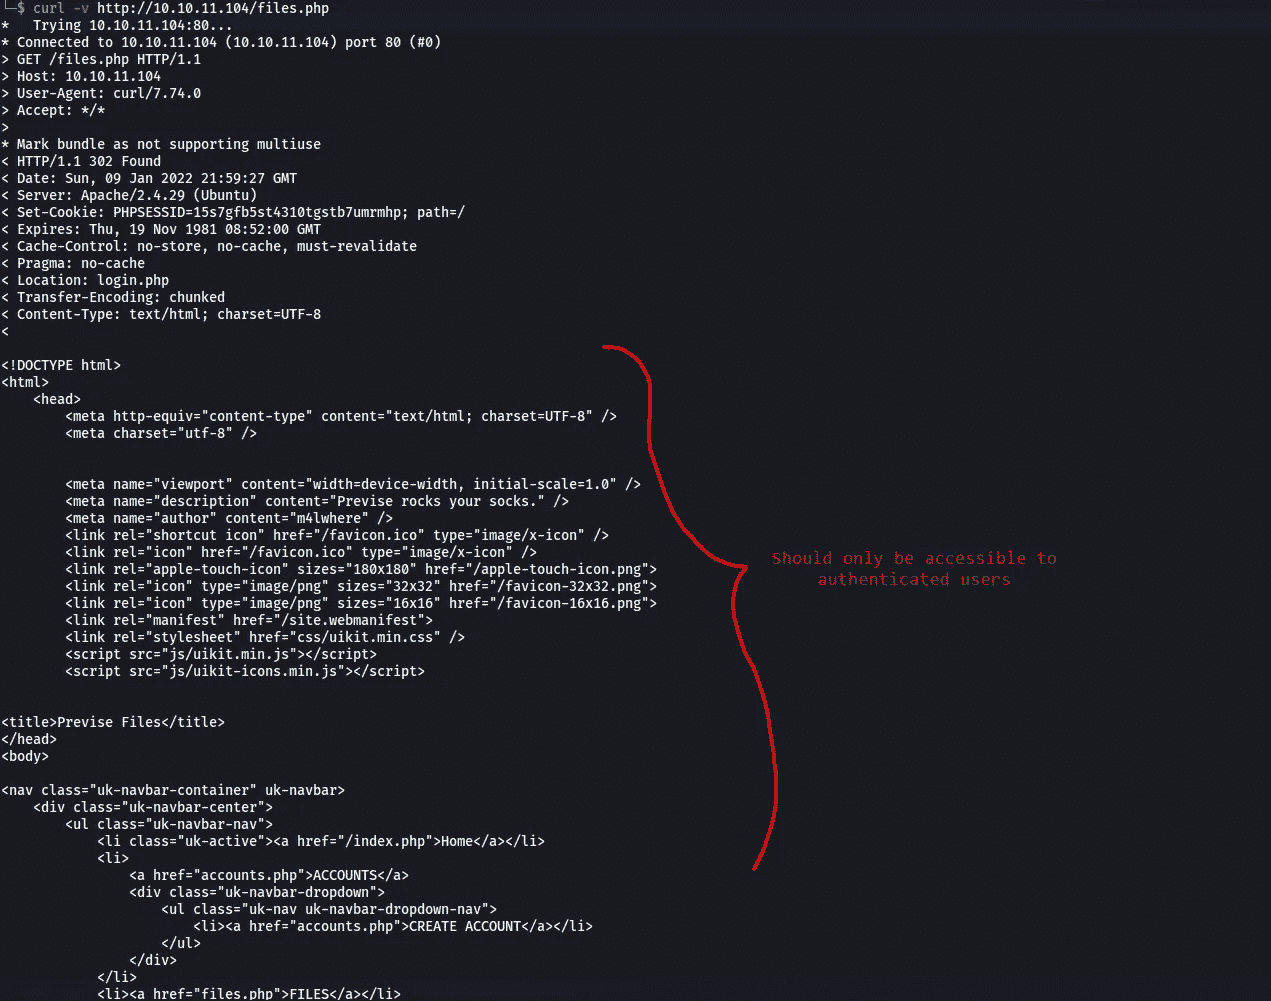 └─$ curl -v http://10.10.11.104/files.php
*   Trying 10.10.11.104:80...
* Connected to 10.10.11.104 (10.10.11.104) port 80 (#0)
> GET /files.php HTTP/1.1
> Host: 10.10.11.104
> User-Agent: curl/7.74.0
> Accept: */*
>
* Mark bundle as not supporting multiuse
< HTTP/1.1 302 Found
< Date: Sun, 09 Jan 2022 21:59:27 GMT
< Server: Apache/2.4.29 (Ubuntu)
< Set-Cookie: PHPSESSID=15s7gfb5st4310tgstb7umrmhp; path=/
< Expires: Thu, 19 Nov 1981 08:52:00 GMT
< Cache-Control: no-store, no-cache, must-revalidate
< Pragma: no-cache
< Location: login.php
< Transfer-Encoding: chunked
< Content-Type: text/html; charset=UTF-8
<
<!DOCTYPE html>
<html>
    <head>
        <meta http-equiv="content-type" content="text/html; charset=UTF-8" />
        <meta charset="utf-8" />
        <meta name="viewport" content="width=device-width, initial-scale=1.0" />
        <meta name="description" content="Previse rocks your socks." />
        <meta name="author" content="m4lwhere" />
        <link rel="shortcut icon" href="/favicon.ico" type="image/x-icon" />
        <link rel="icon" href="/favicon.ico" type="image/x-icon" />
        <link rel="apple-touch-icon" sizes="180x180" href="/apple-touch-icon.png">
        <link rel="icon" type="image/png" sizes="32x32" href="/favicon-32x32.png">
        <link rel="icon" type="image/png" sizes="16x16" href="/favicon-16x16.png">
        <link rel="manifest" href="/site.webmanifest">
        <link rel="stylesheet" href="css/uikit.min.css" />
        <script src="js/uikit.min.js"></script>
        <script src="js/uikit-icons.min.js"></script>
<title>Previse Files</title>
</head>
<body>
<nav class="uk-navbar-container" uk-navbar>
    <div class="uk-navbar-center">
        <ul class="uk-navbar-nav">
            <li class="uk-active"><a href="/index.php">Home</a></li>
            <li>
                <a href="accounts.php">ACCOUNTS</a>
                <div class="uk-navbar-dropdown">
                    <ul class="uk-nav uk-navbar-dropdown-nav">
                        <li><a href="accounts.php">CREATE ACCOUNT</a></li>
                    </ul>
                </div>
            </li>
            <li><a href="files.php">FILES</a></li>
Should only be accessible to
authenticated users